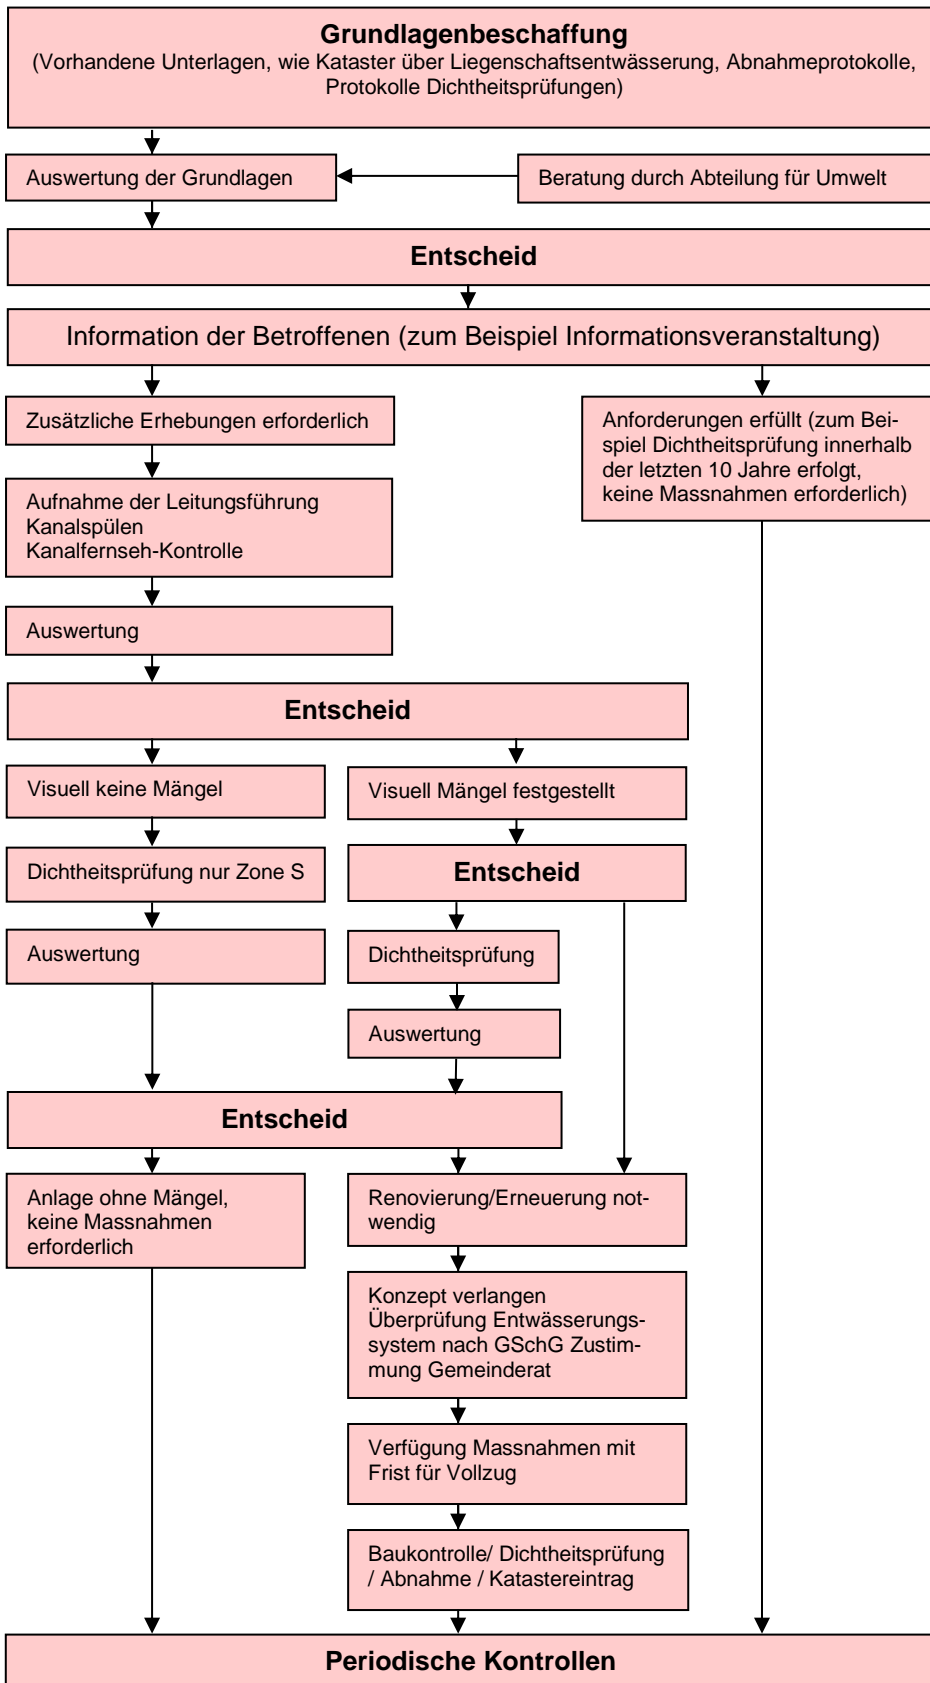 Grundlagenbeschaffung
(Vorhandene Unterlagen, wie Kataster über Liegenschaftsentwässerung, Abnahmeprotokolle,
Protokolle Dichtheitsprüfungen)
Auswertung der Grundlagen
Beratung durch Abteilung für Umwelt
Entscheid
Information der Betroffenen (zum Beispiel Informationsveranstaltung)
Zusätzliche Erhebungen erforderlich
Anforderungen erfüllt (zum Bei-
spiel Dichtheitsprüfung innerhalb
der letzten 10 Jahre erfolgt,
keine Massnahmen erforderlich)
Aufnahme der Leitungsführung
Kanalspülen
Kanalfernseh-Kontrolle
Auswertung
Entscheid
Visuell keine Mängel
Visuell Mängel festgestellt
Dichtheitsprüfung nur Zone S
Entscheid
Auswertung
Dichtheitsprüfung
Auswertung
Entscheid
Anlage ohne Mängel,
keine Massnahmen
erforderlich
Renovierung/Erneuerung not-
wendig
Konzept verlangen
Überprüfung Entwässerungs-
system nach GSchG Zustim-
mung Gemeinderat
Verfügung Massnahmen mit
Frist für Vollzug
Baukontrolle/ Dichtheitsprüfung
/ Abnahme / Katastereintrag
Periodische Kontrollen